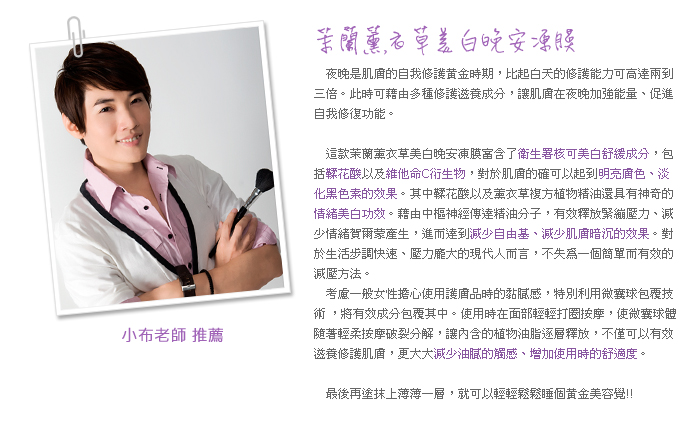 茉蘭薰衣草美白晚安凍膜
夜晚是肌膚的自我修護黃金時期，比起白天的修護能力可高達兩到
三倍。此時可藉由多種修護滋養成分，讓肌膚在夜晚加強能量、促進
自我修復功能。
這款茉蘭薰衣草美白晚安凍膜富含了衛生署核可美白舒緩成分，包
括鞣花酸以及維他命C衍生物，對於肌膚的確可以起到明亮膚色、淡
化黑色素的效果。其中鞣花酸以及薰衣草複方植物精油還具有神奇的
情緒美白功效。藉由中樞神經傳達精油分子，有效釋放緊繃壓力、減
少情緒賀爾蒙產生，進而達到減少自由基、減少肌膚暗沉的效果。對
於生活步調快速、壓力龐大的現代人而言，不失為一個簡單而有效的
減壓方法。
考慮一般女性擔心使用護膚品時的黏膩感，特別利用微囊球包覆技
術 ，將有效成分包覆其中。使用時在面部輕輕打圈按摩，使微囊球體
隨著輕柔按摩破裂分解，讓內含的植物油脂逐層釋放，不僅可以有效
滋養修護肌膚，更大大減少油膩的觸感、增加使用時的舒適度。
最後再塗抹上薄薄一層，就可以輕輕鬆鬆睡個黃金美容覺!!
小布老師 推薦